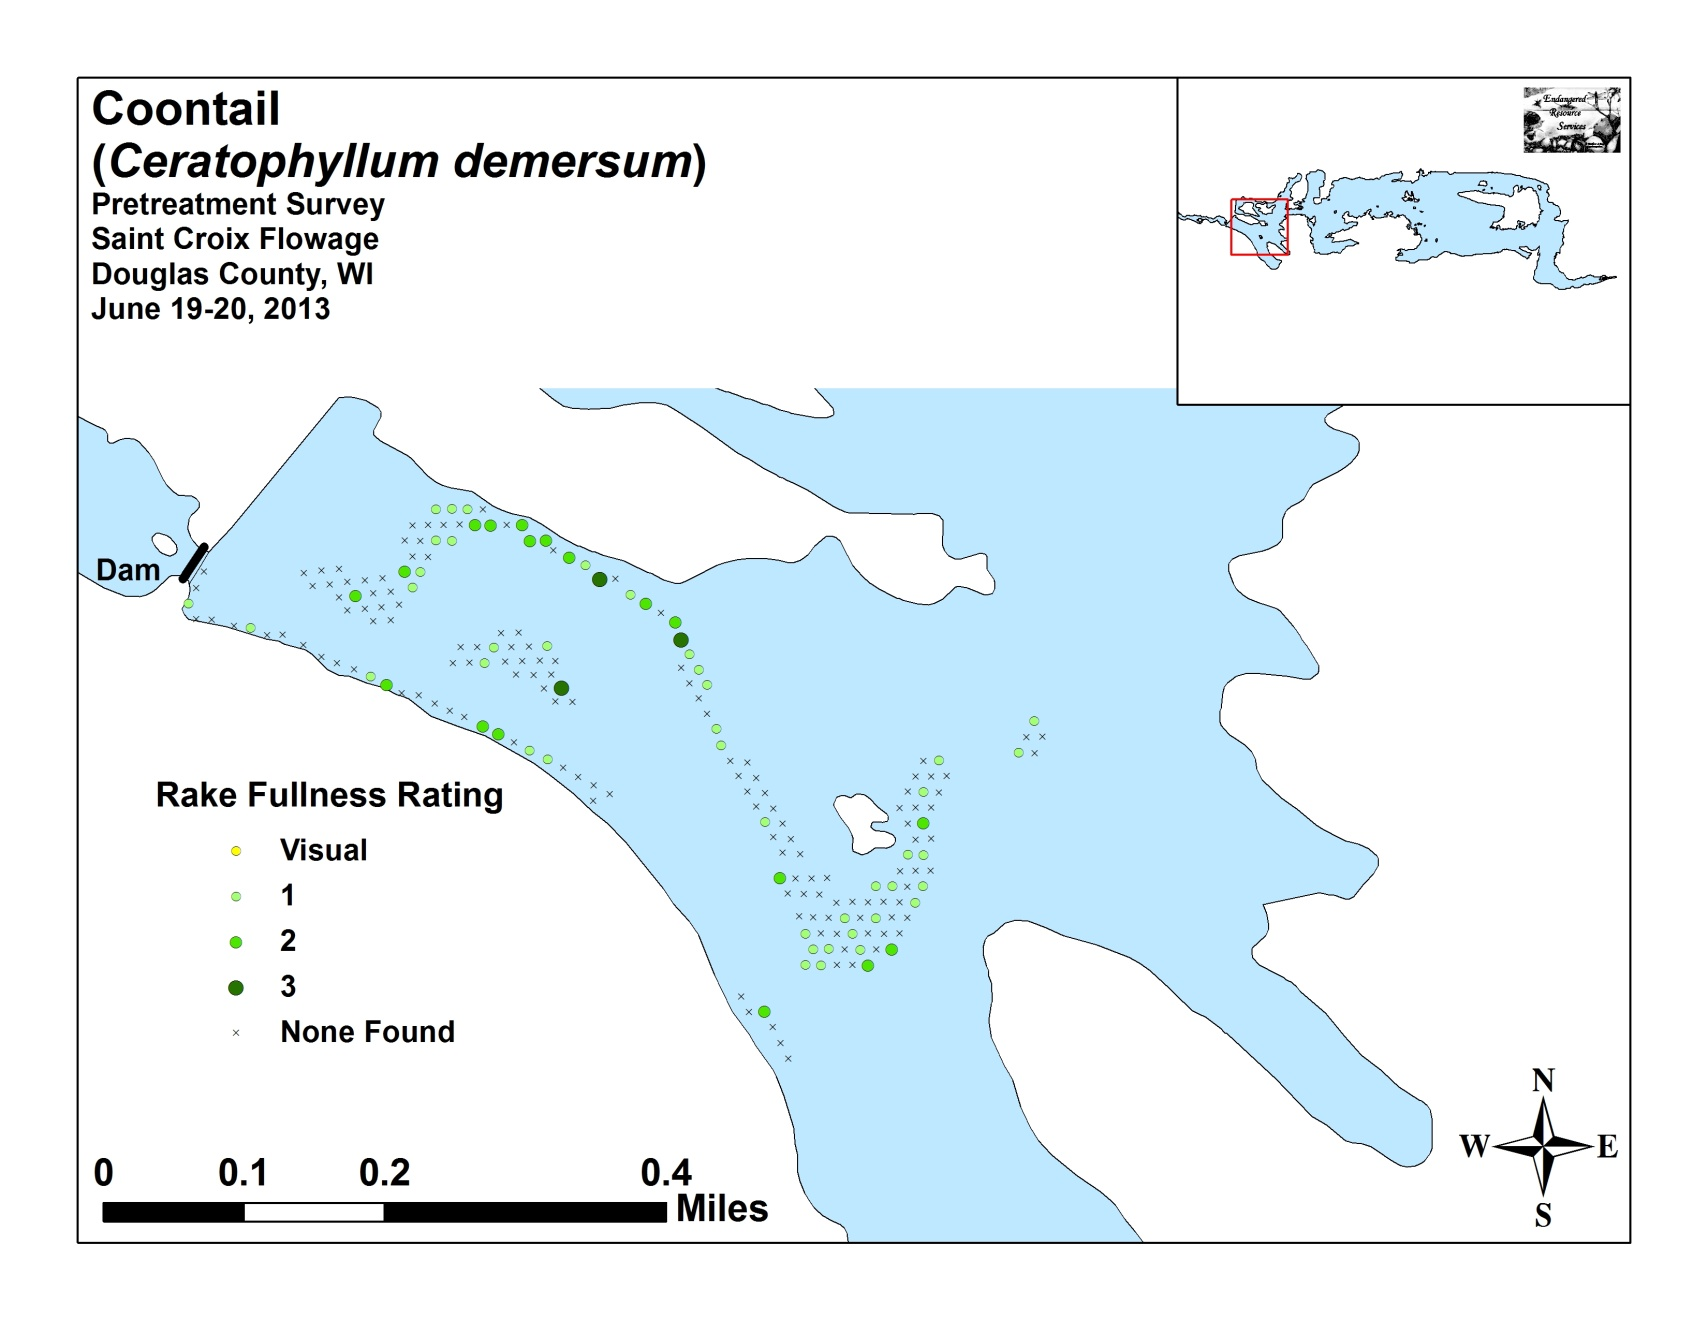 Coontail
(Ceratophyllum demersum)
Pretreatment Survey
Saint Croix Flowage
Douglas County, WI
June 19-20, 2013
Endangered
Resource
Services
Dam
Rake Fullness Rating
Visual
1
2
3
None Found
0 0.1 0.2 0.4
Miles
N
W E
S